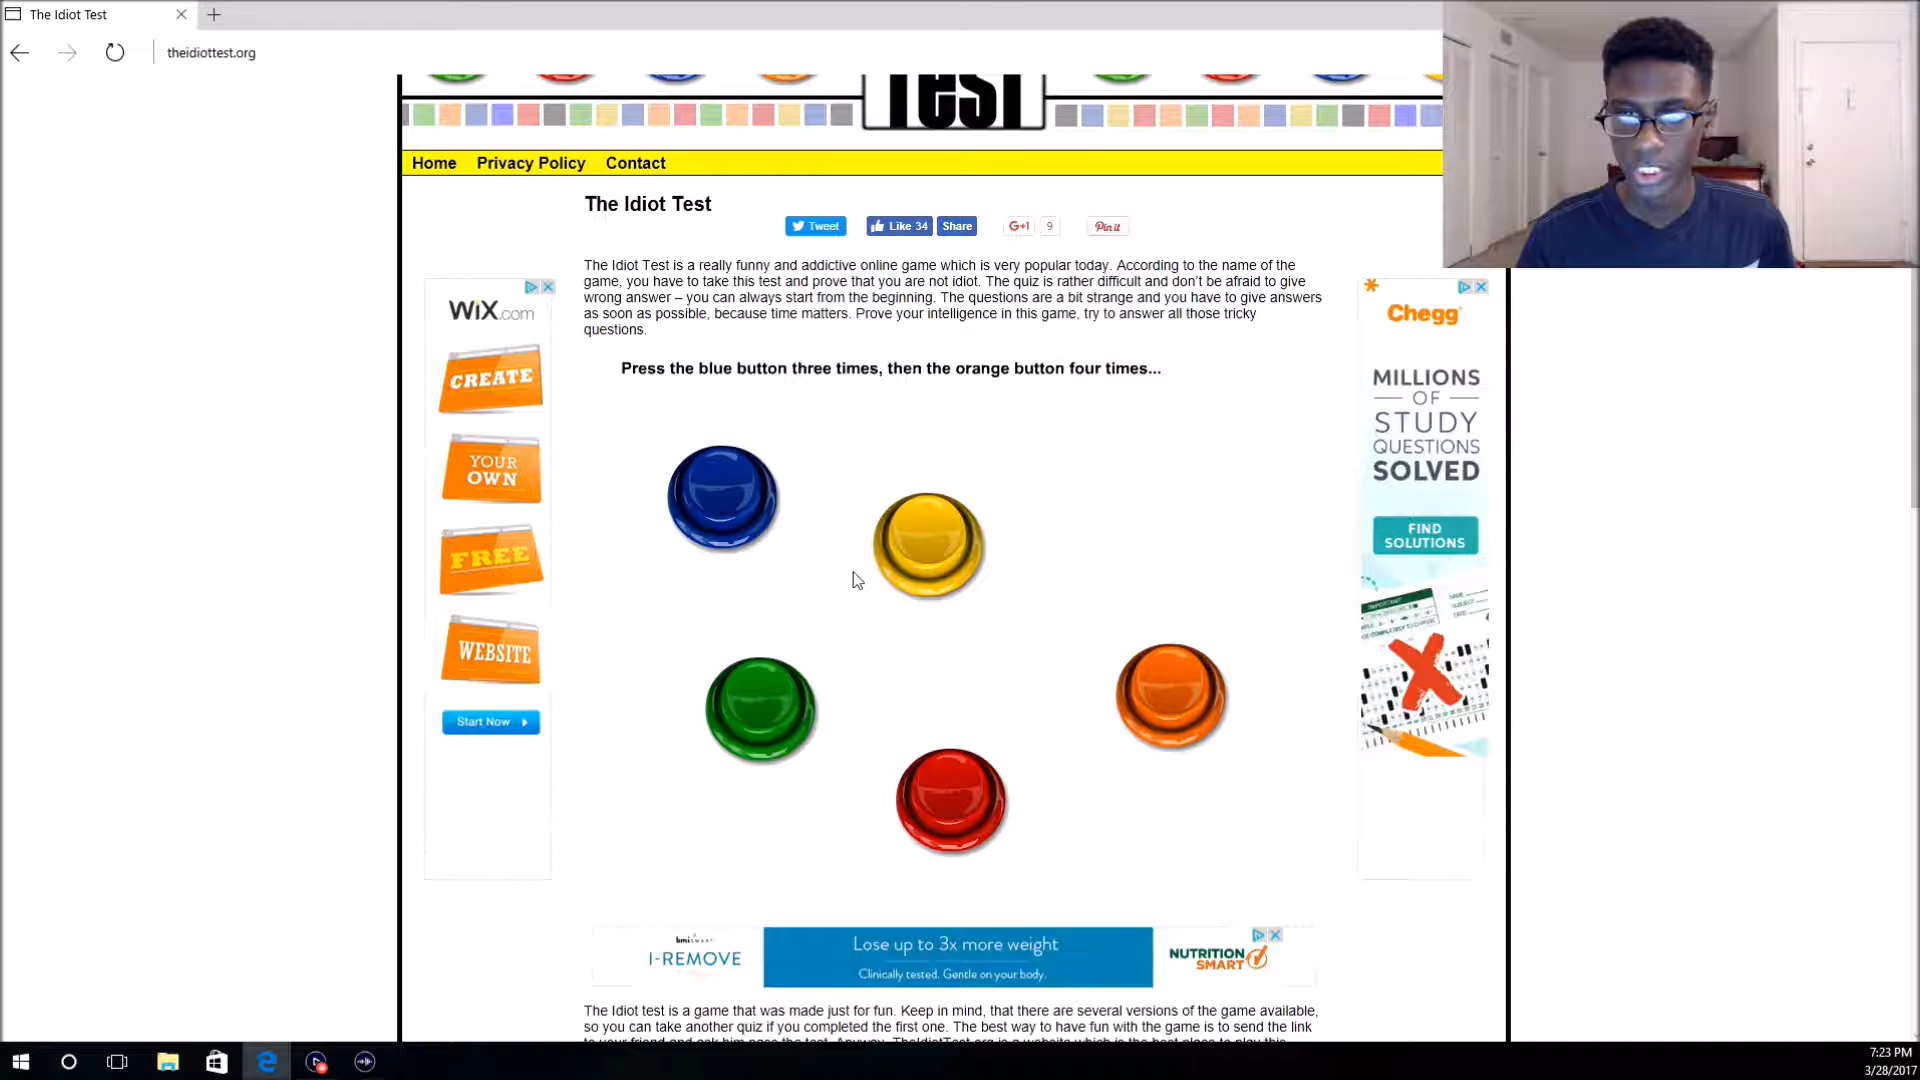 The Idiot Test
theidiottest.org
Test
Home Privacy Policy Contact
The Idiot Test
Tweet Like 34 Share G+1 9 Pin it
The Idiot Test is a really funny and addictive online game which is very popular today. According to the name of the
game, you have to take this test and prove that you are not idiot. The quiz is rather difficult and don't be afraid to give
wrong answer – you can always start from the beginning. The questions are a bit strange and you have to give answers
as soon as possible, because time matters. Prove your intelligence in this game, try to answer all those tricky
questions.
Press the blue button three times, then the orange button four times...
WiX.com
CREATE
YOUR
OWN
FREE
WEBSITE
Start Now
Chegg
MILLIONS
OF
STUDY
QUESTIONS
SOLVED
FIND
SOLUTIONS
bmi SMART
I-REMOVE
Lose up to 3x more weight
Clinically tested. Gentle on your body.
NUTRITION
SMART
The Idiot test is a game that was made just for fun. Keep in mind, that there are several versions of the game available,
so you can take another quiz if you completed the first one. The best way to have fun with the game is to send the link
7:23 PM
3/28/2017